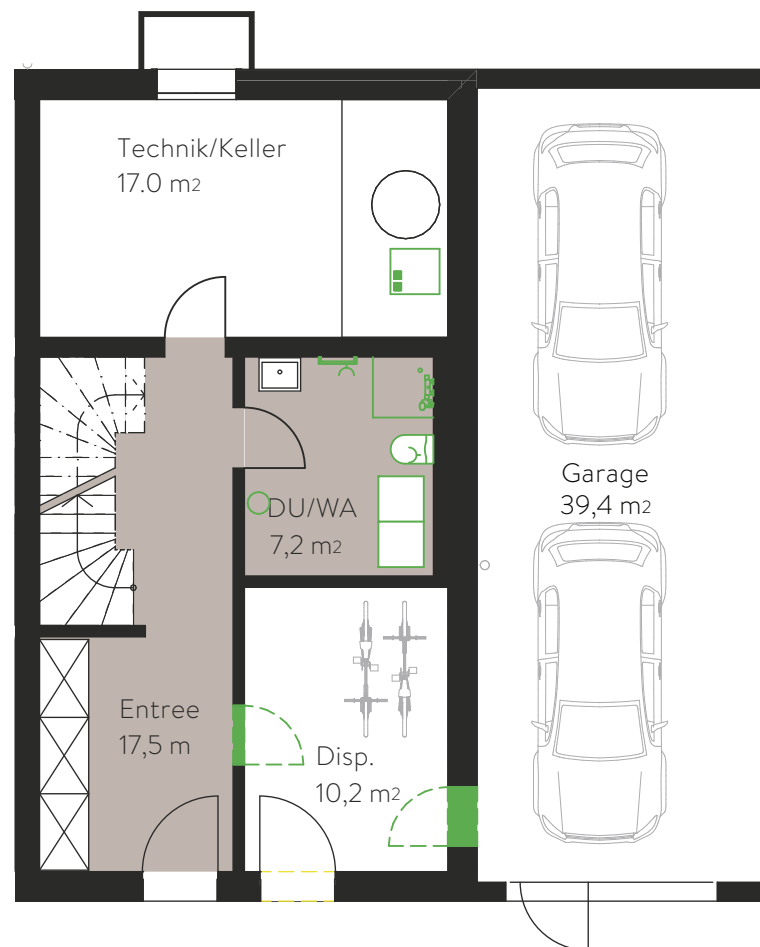 Technik/Keller
17.0 m2
Garage
39,4 m2
DU/WA
7,2 m2
Entree
17,5 m
Disp.
10,2 m2